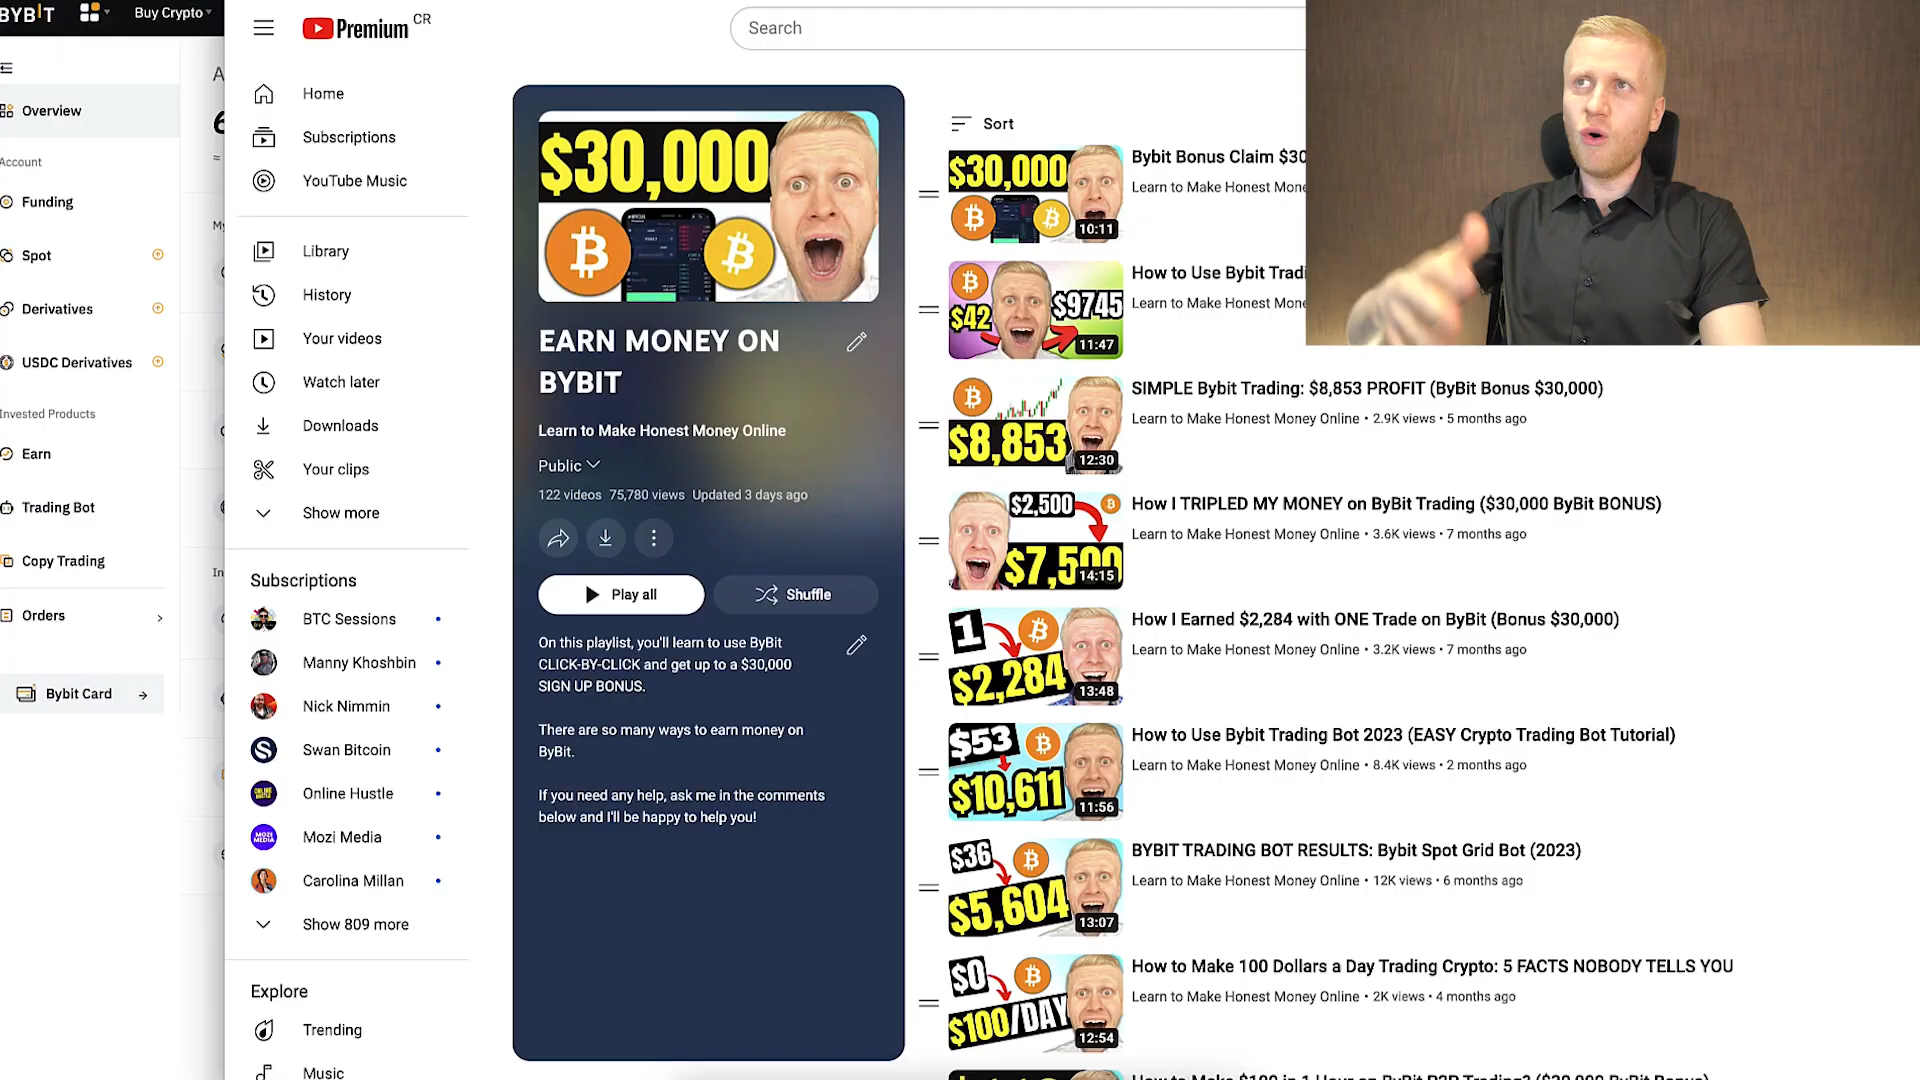 BYBIT
Buy Crypto
Overview
Account
Funding
Spot
Derivatives
USDC Derivatives
Invested Products
Earn
Trading Bot
Copy Trading
Orders
Bybit Card
Premium CR
Search
Home
Subscriptions
YouTube Music
Library
History
Your videos
Watch later
Downloads
Your clips
Show more
Subscriptions
BTC Sessions
Manny Khoshbin
Nick Nimmin
Swan Bitcoin
Online Hustle
Mozi Media
Carolina Millan
Show 809 more
Explore
Trending
Music
$30,000
EARN MONEY ON
BYBIT
Learn to Make Honest Money Online
Public
122 videos 75,780 views Updated 3 days ago
Play all
Shuffle
On this playlist, you'll learn to use ByBit
CLICK-BY-CLICK and get up to a $30,000
SIGN UP BONUS.
There are so many ways to earn money on
ByBit.
If you need any help, ask me in the comments
below and I'll be happy to help you!
Sort
$30,000
10:11
Bybit Bonus Claim $30
Learn to Make Honest Mone
$42
$9745
11:47
How to Use Bybit Tradi
Learn to Make Honest Mone
$8,853
12:30
SIMPLE Bybit Trading: $8,853 PROFIT (ByBit Bonus $30,000)
Learn to Make Honest Money Online • 2.9K views • 5 months ago
$2,500
$7,500
14:15
How I TRIPLED MY MONEY on ByBit Trading ($30,000 ByBit BONUS)
Learn to Make Honest Money Online • 3.6K views • 7 months ago
1
$2,284
13:48
How I Earned $2,284 with ONE Trade on ByBit (Bonus $30,000)
Learn to Make Honest Money Online • 3.2K views • 7 months ago
$53
$10,611
11:56
How to Use Bybit Trading Bot 2023 (EASY Crypto Trading Bot Tutorial)
Learn to Make Honest Money Online • 8.4K views • 2 months ago
$36
$5,604
13:07
BYBIT TRADING BOT RESULTS: Bybit Spot Grid Bot (2023)
Learn to Make Honest Money Online • 12K views • 6 months ago
$0
$100/DAY
12:54
How to Make 100 Dollars a Day Trading Crypto: 5 FACTS NOBODY TELLS YOU
Learn to Make Honest Money Online • 2K views • 4 months ago
How to Make $100 in 1 Hour on ByBit P2P Trading? ($30,000 ByBit Bonus)